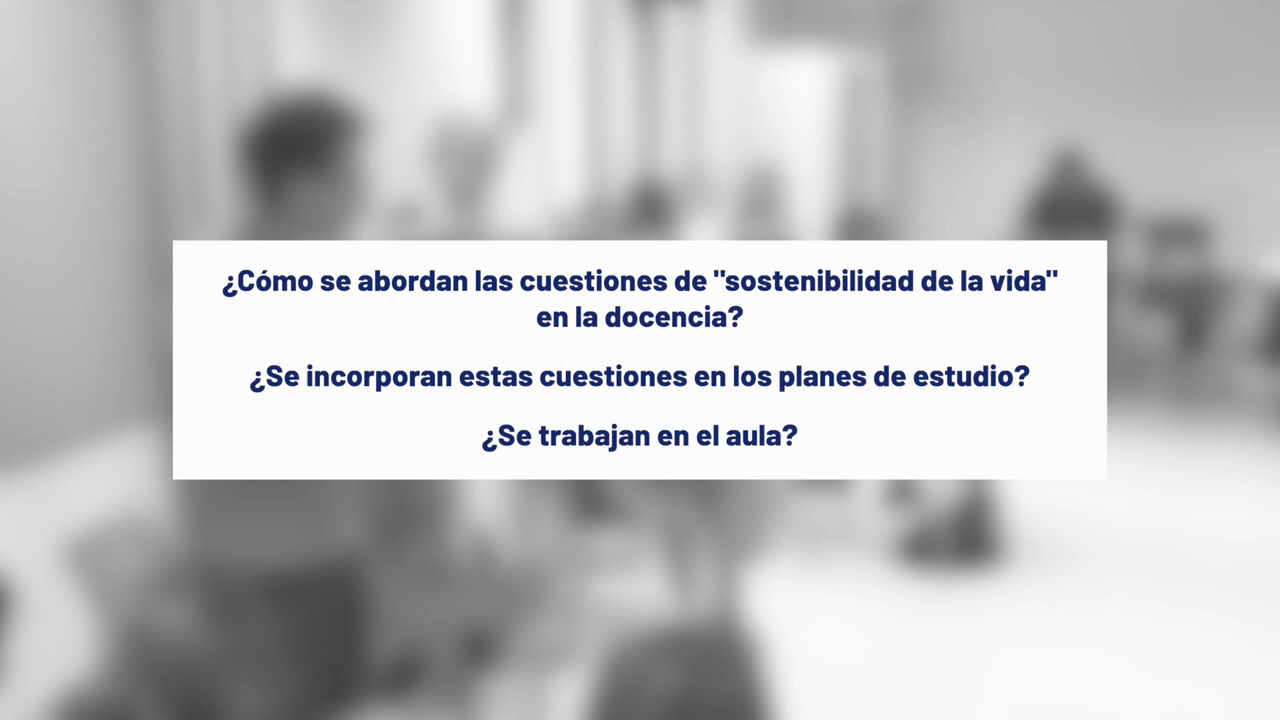 ¿Cómo se abordan las cuestiones de "sostenibilidad de la vida"
en la docencia?
¿Se incorporan estas cuestiones en los planes de estudio?
¿Se trabajan en el aula?